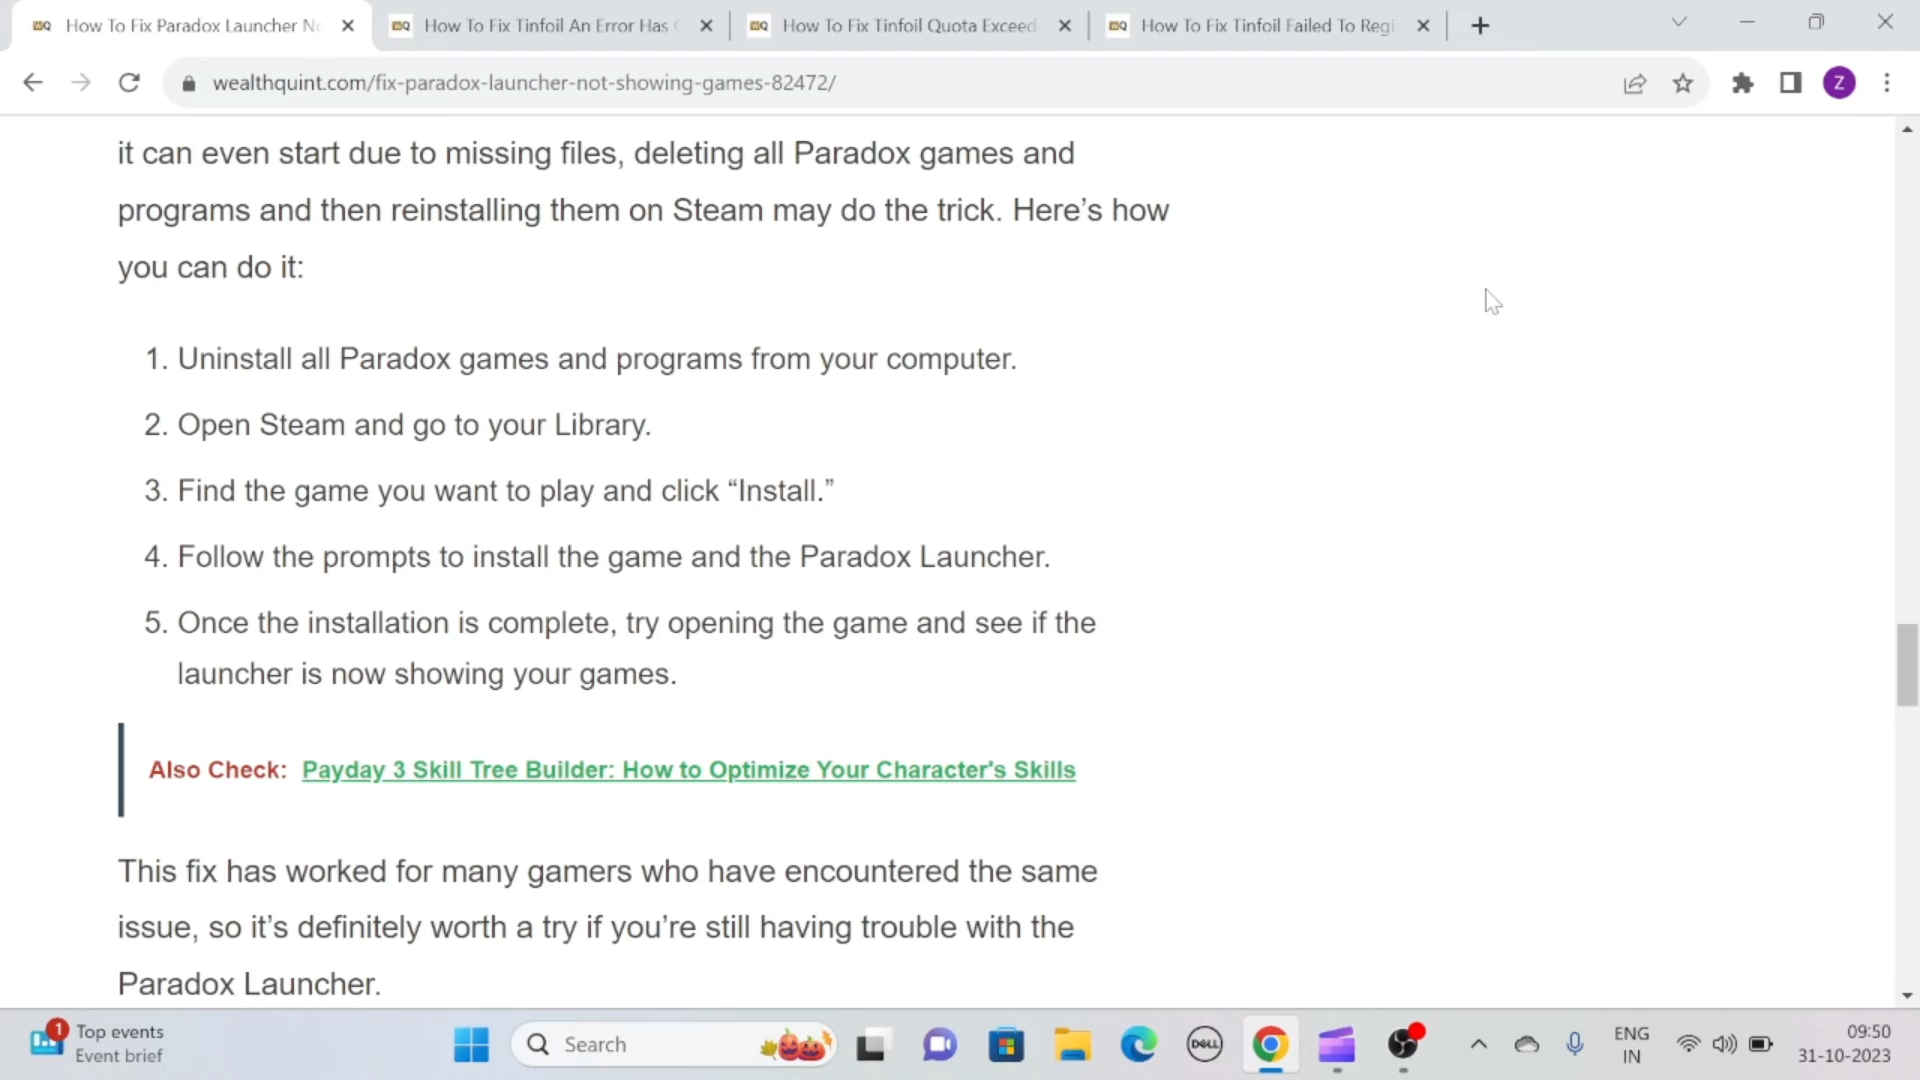 How To Fix Paradox Launcher No
How To Fix Tinfoil An Error Has
How To Fix Tinfoil Quota Exceed
How To Fix Tinfoil Failed To Regi
wealthquint.com/fix-paradox-launcher-not-showing-games-82472/
Z
it can even start due to missing files, deleting all Paradox games and
programs and then reinstalling them on Steam may do the trick. Here’s how
you can do it:
1. Uninstall all Paradox games and programs from your computer.
2. Open Steam and go to your Library.
3. Find the game you want to play and click “Install.”
4. Follow the prompts to install the game and the Paradox Launcher.
5. Once the installation is complete, try opening the game and see if the
launcher is now showing your games.
Also Check: Payday 3 Skill Tree Builder: How to Optimize Your Character's Skills
This fix has worked for many gamers who have encountered the same
issue, so it’s definitely worth a try if you’re still having trouble with the
Paradox Launcher.
1
Top events
Event brief
Search
DELL
ENG
IN
09:50
31-10-2023